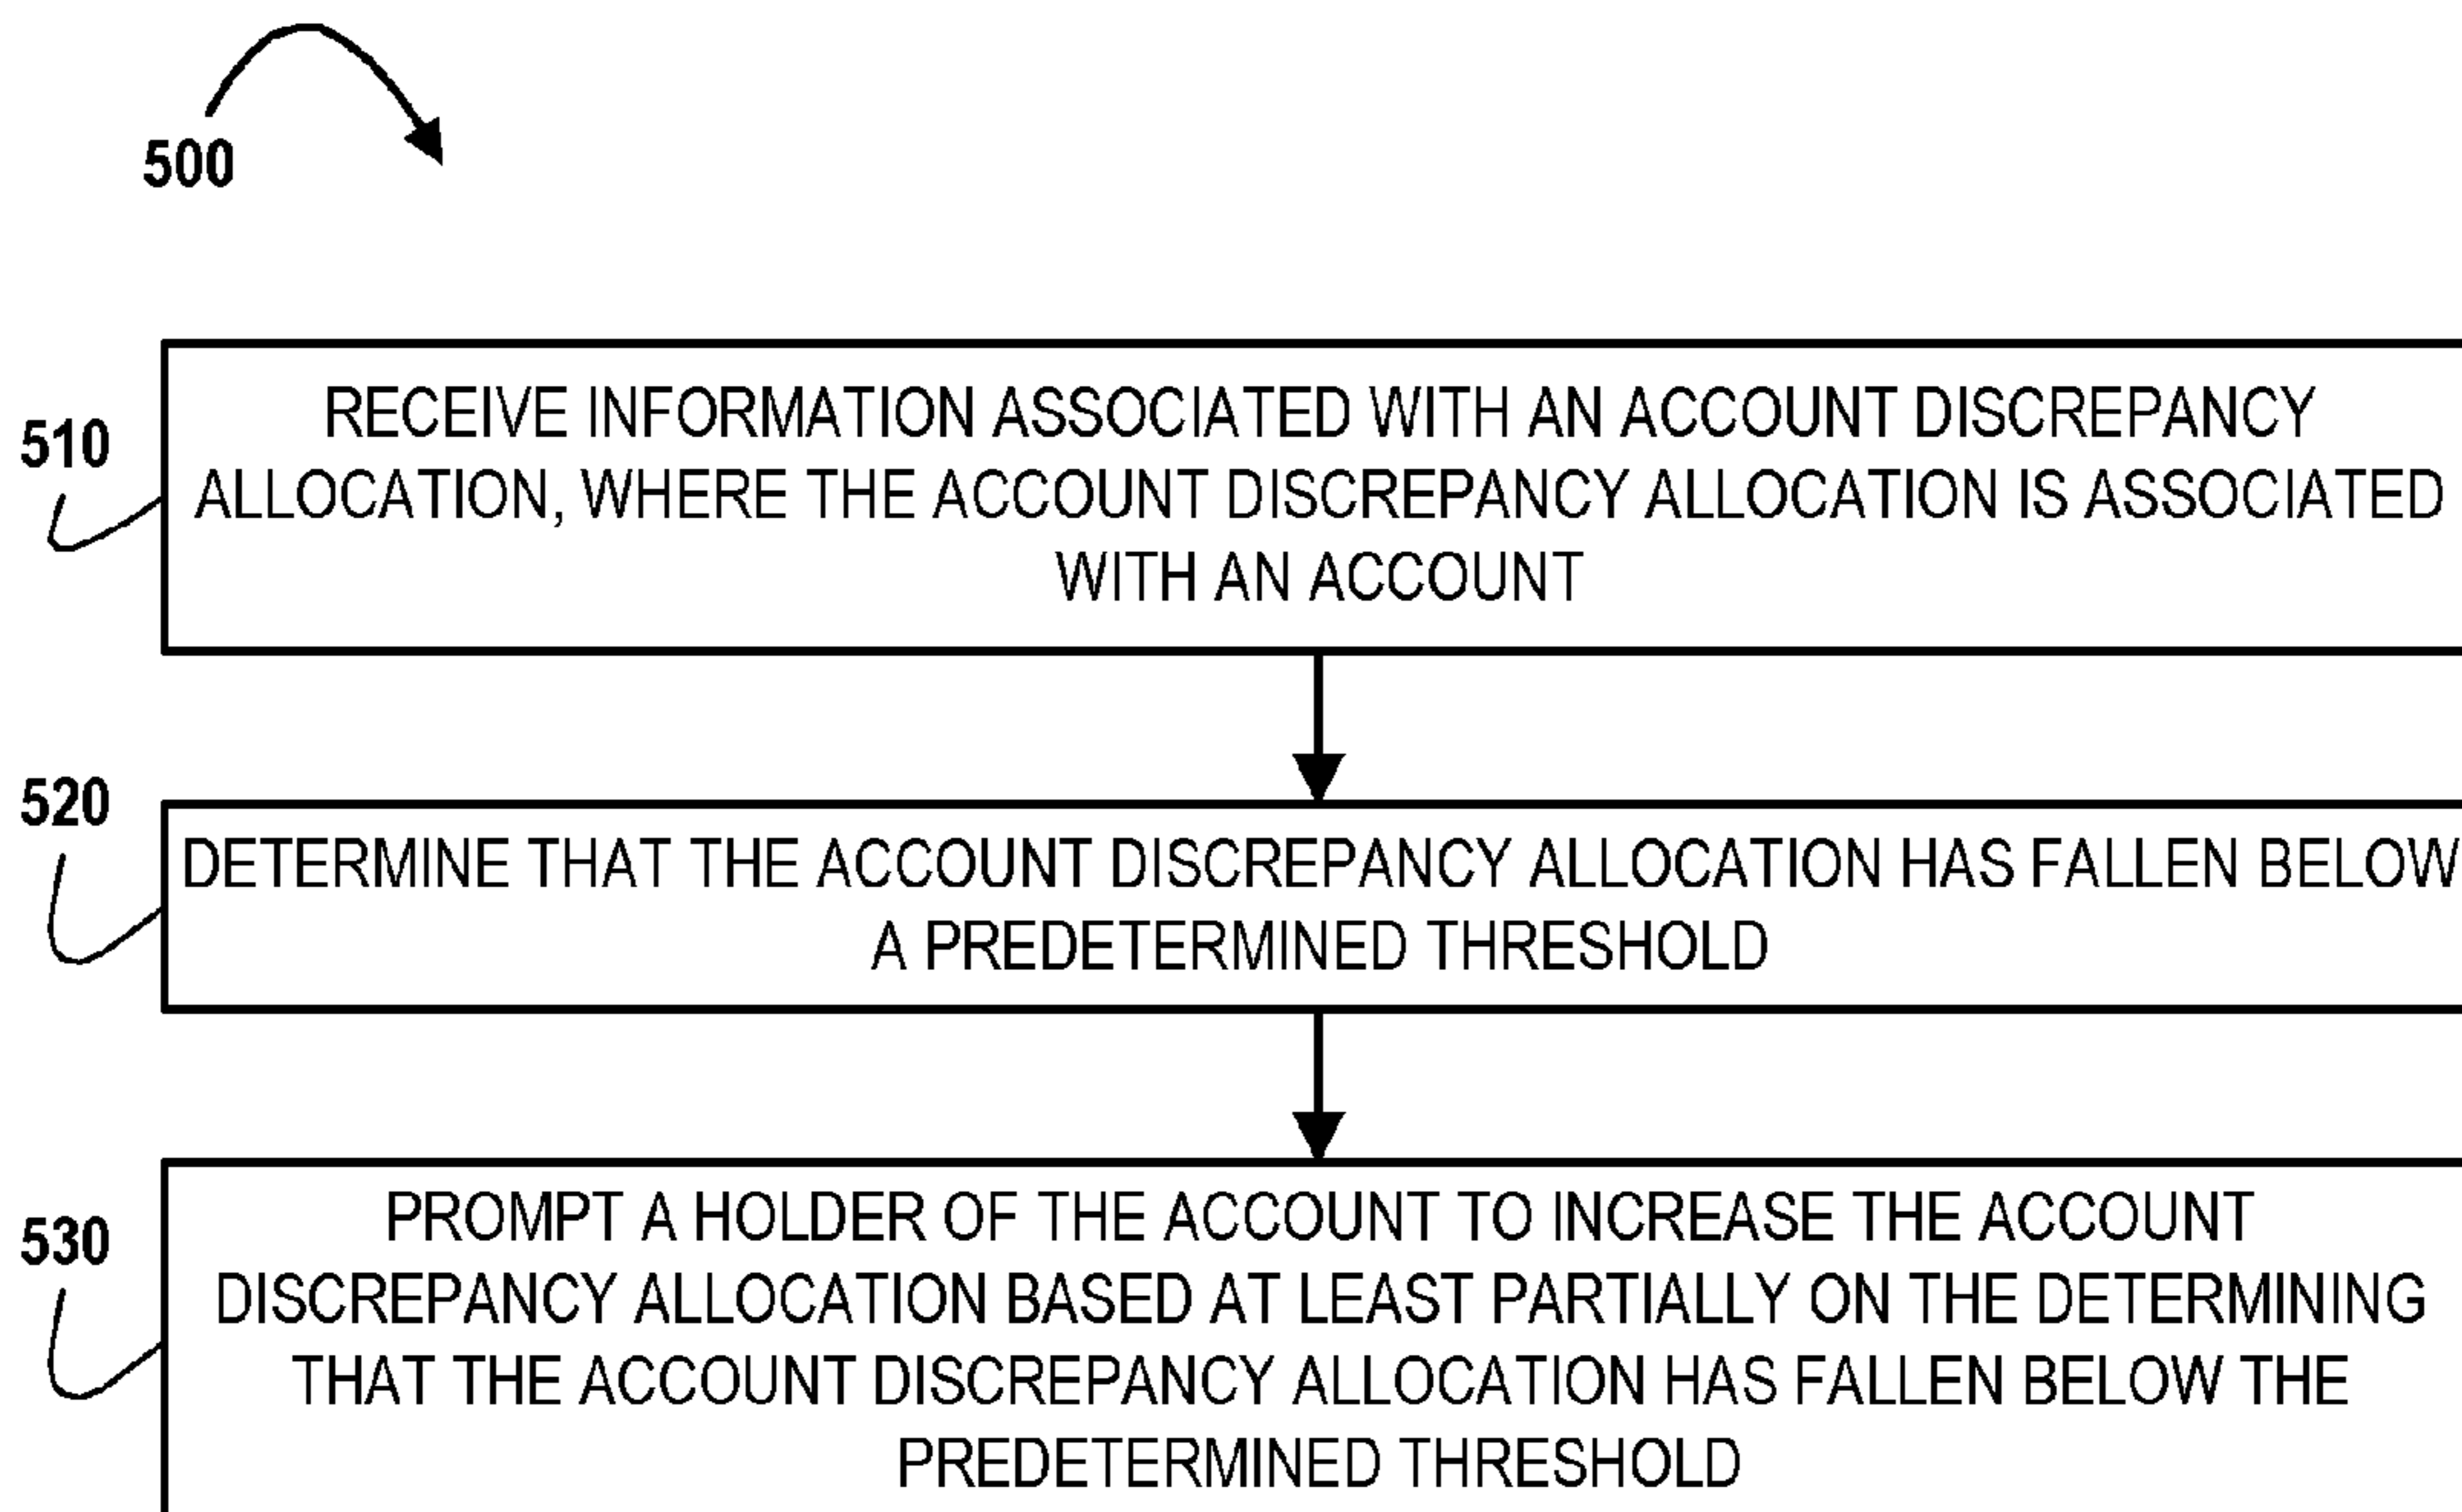 500
510
RECEIVE INFORMATION ASSOCIATED WITH AN ACCOUNT DISCREPANCY
ALLOCATION, WHERE THE ACCOUNT DISCREPANCY ALLOCATION IS ASSOCIATED
WITH AN ACCOUNT
520
DETERMINE THAT THE ACCOUNT DISCREPANCY ALLOCATION HAS FALLEN BELOW
A PREDETERMINED THRESHOLD
530
PROMPT A HOLDER OF THE ACCOUNT TO INCREASE THE ACCOUNT
DISCREPANCY ALLOCATION BASED AT LEAST PARTIALLY ON THE DETERMINING
THAT THE ACCOUNT DISCREPANCY ALLOCATION HAS FALLEN BELOW THE
PREDETERMINED THRESHOLD